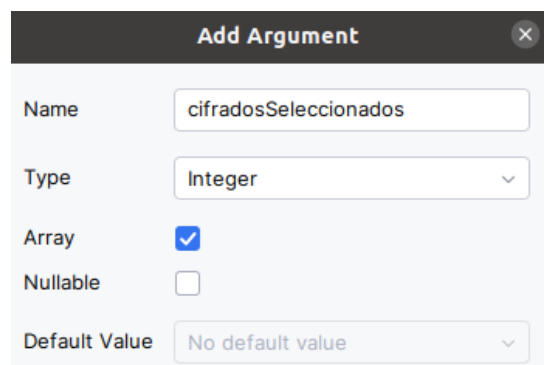 Add Argument
Name cifradosSeleccionados
Type Integer
Array
Nullable
Default Value No default value